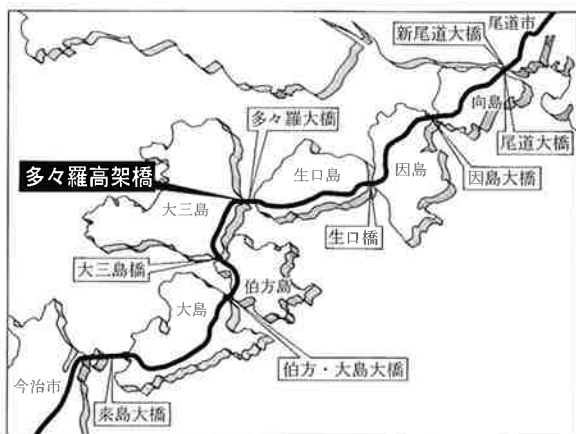 尾道市
新尾道大橋
向島
尾道大橋
多々羅大橋
生口島
因島
因島大橋
多々羅高架橋
大三島
生口橋
大三島橋
伯方島
大島
伯方・大島大橋
今治市
来島大橋